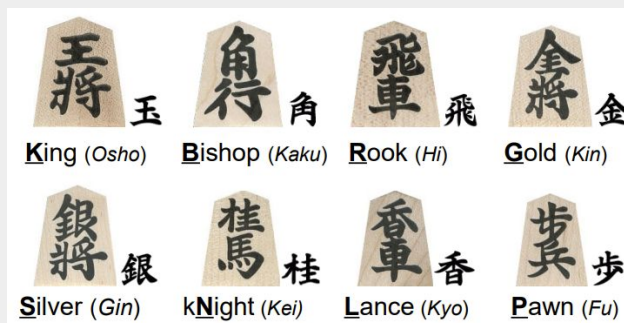 王將 玉 角行 角 飛車 飛 金將 金
King (Osho) Bishop (Kaku) Rook (Hi) Gold (Kin)
銀將 銀 桂馬 桂 香車 香 步兵 歩
Silver (Gin) kNight (Kei) Lance (Kyo) Pawn (Fu)